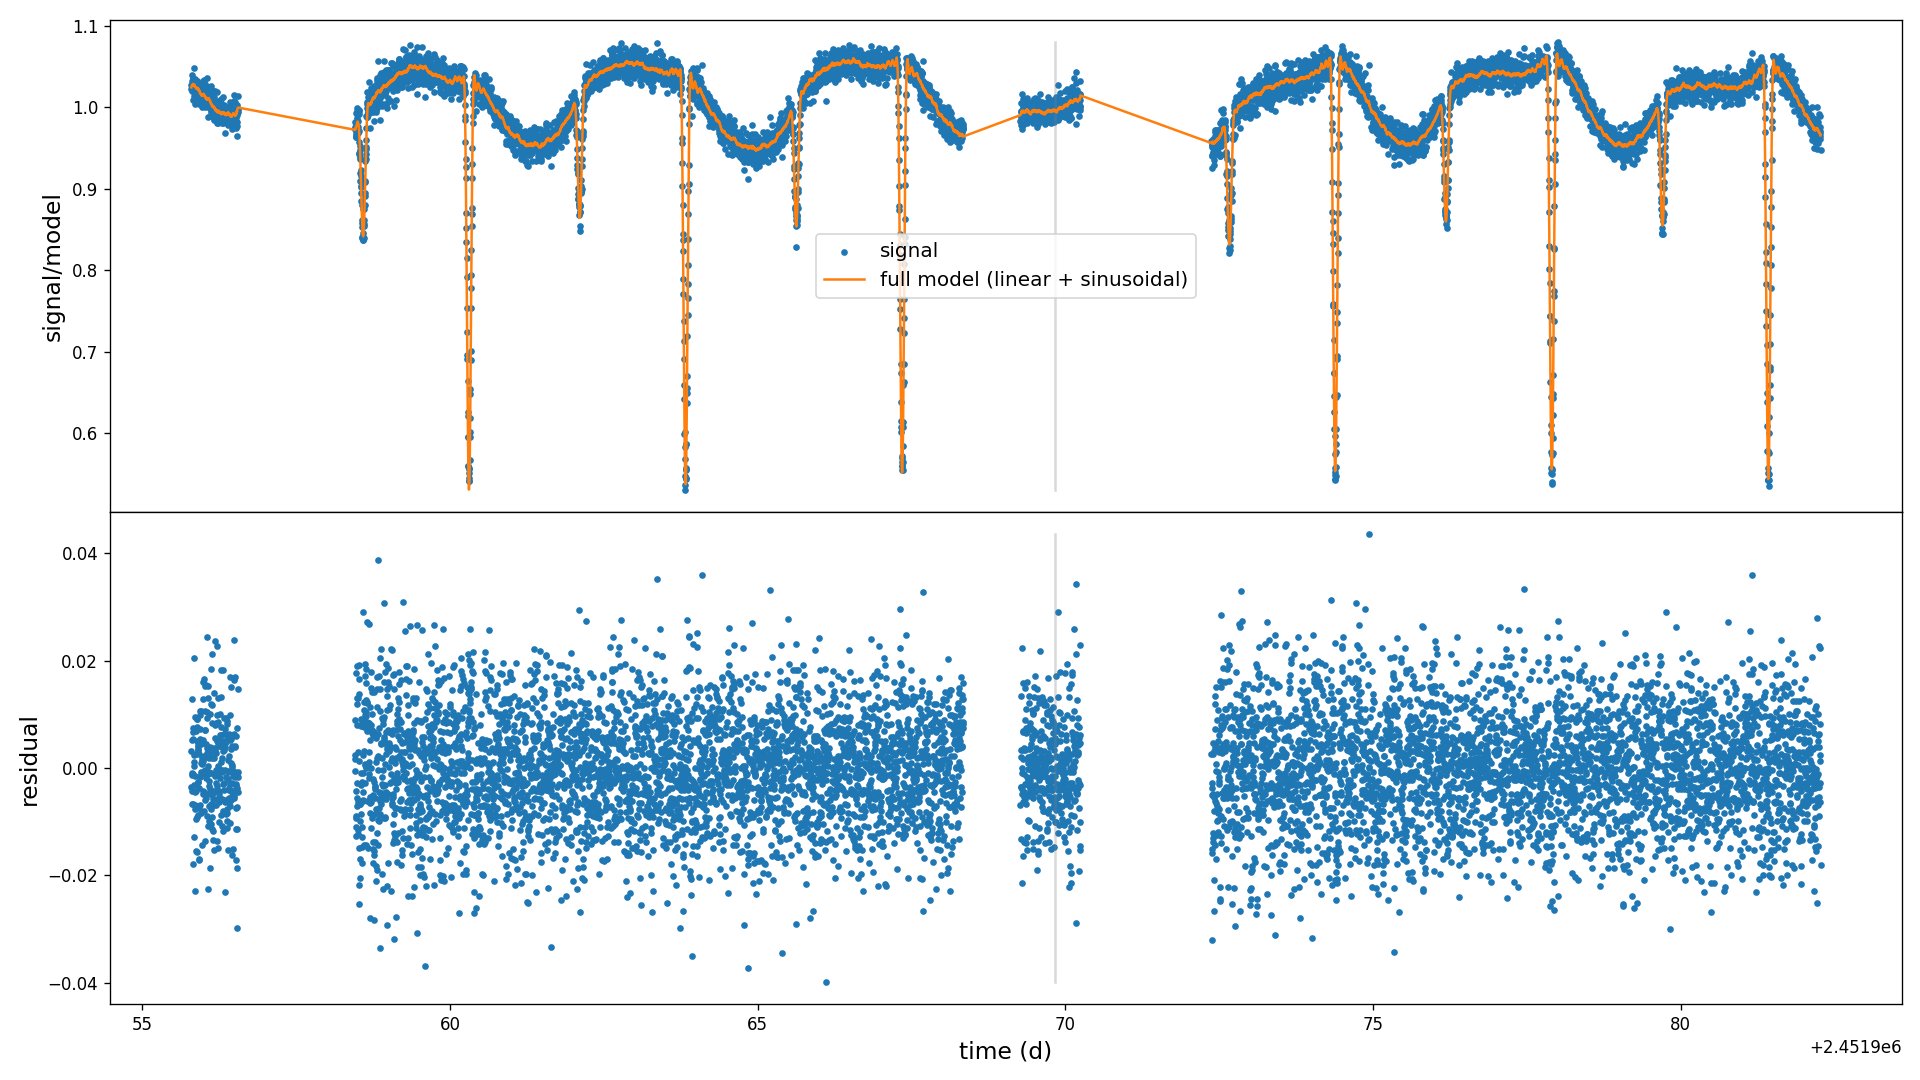 1.1
1.0
0.9
0.8
0.7
0.6
signal/model
signal
full model (linear + sinusoidal)
0.04
0.02
0.00
−0.02
−0.04
residual
55
60
65
70
75
80
time (d)
+2.4519e6